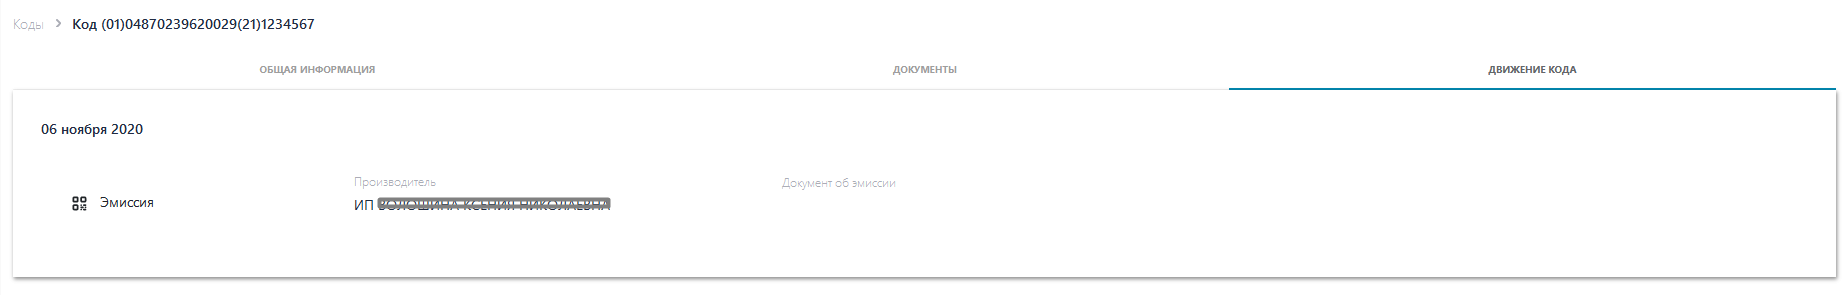 Коды > Код (01)04870239620029(21)1234567
ОБЩАЯ ИНФОРМАЦИЯ ДОКУМЕНТЫ ДВИЖЕНИЕ КОДА
06 ноября 2020
Производитель Документ об эмиссии
Эмиссия ИП